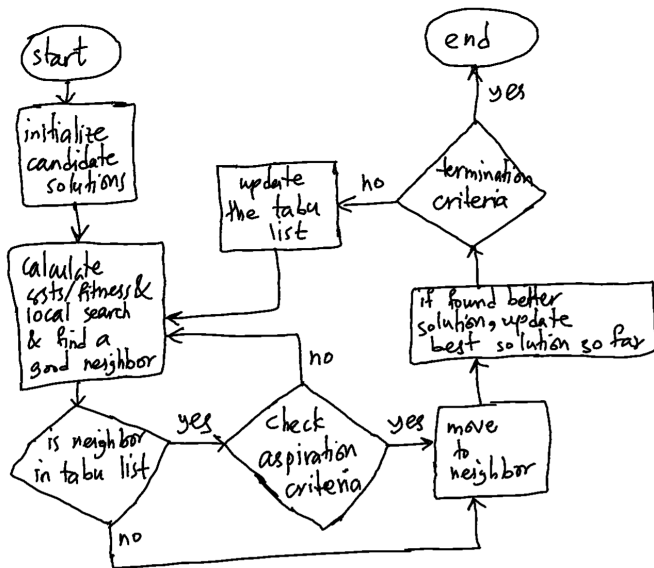 start
end
yes
initialize
candidate
solutions
update
the tabu
list
no
termination
criteria
calculate
costs/fitness &
local search
& find a
good neighbor
if found better
solution, update
best solution so far
no
is neighbor
in tabu list
yes
check
aspiration
criteria
yes
move
to
neighbor
no